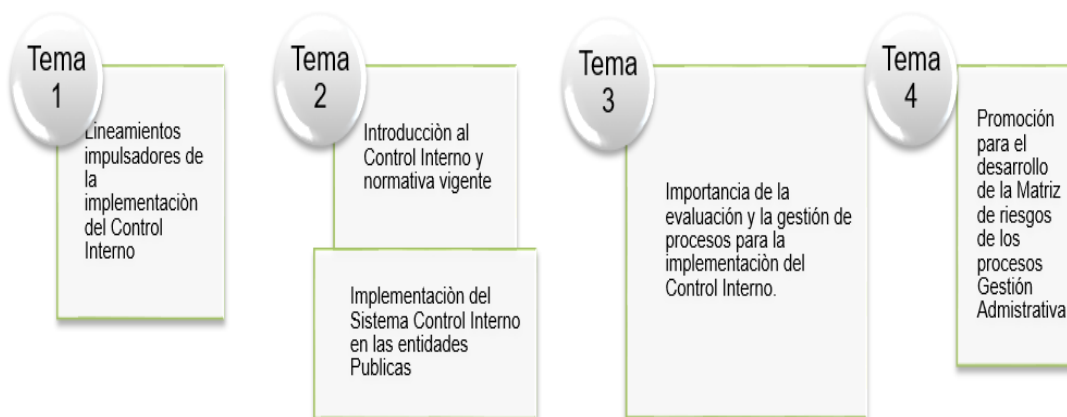 Tema
1
Lineamientos
impulsadores de
la
implementaciòn
del Control
Interno
Tema
2
Introducciòn al
Control Interno y
normativa vigente
Implementaciòn del
Sistema Control Interno
en las entidades
Publicas
Tema
3
Importancia de la
evaluación y la gestión de
procesos para la
implementaciòn del
Control Interno.
Tema
4
Promoción
para el
desarrollo
de la Matriz
de riesgos
de los
procesos
Gestión
Admistrativa